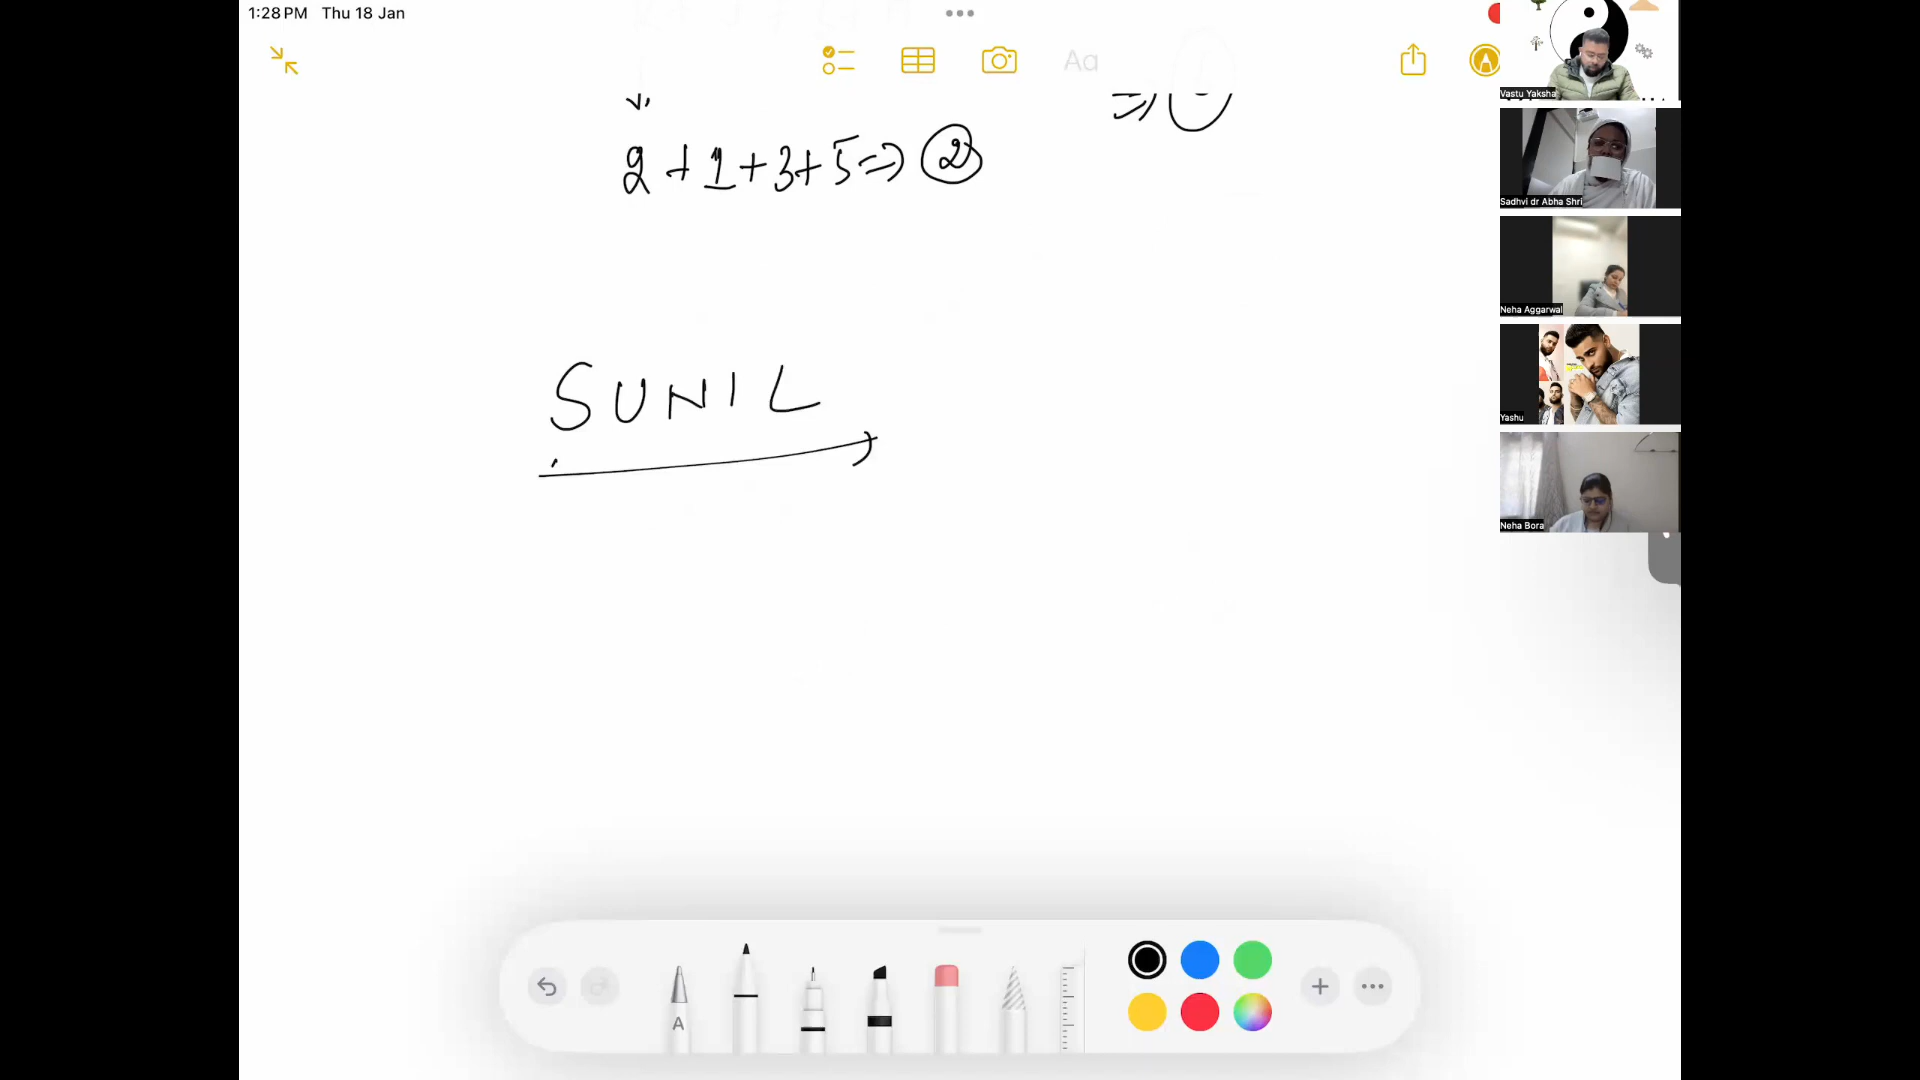 1:28 PM Thu 18 Jan
Aa
2 + 1 + 3 + 5 => 2
=>
SUNIL
A
Vastu Yaksha
Sadhvi dr Abha Shri
Neha Aggarwal
Yashu
Neha Bora